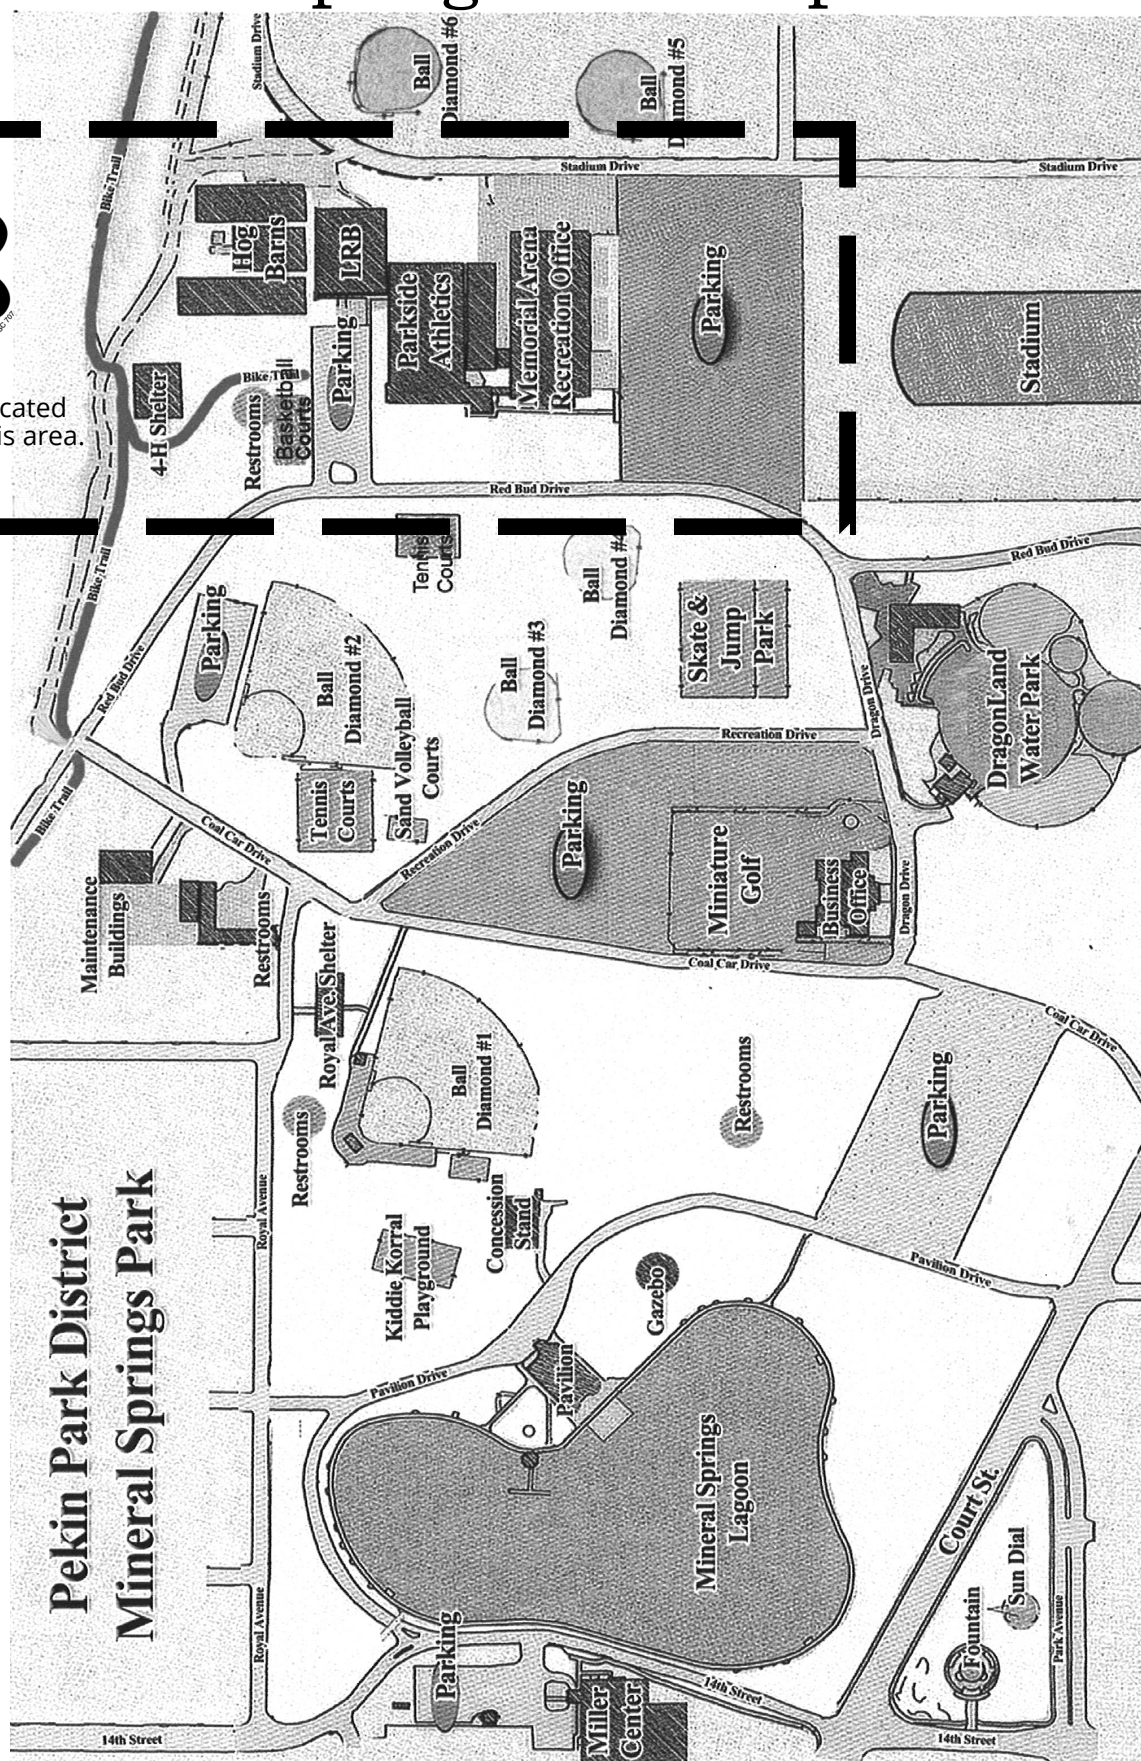 Pekin Park District
Mineral Springs Park
14th Street
Royal Avenue
Royal Avenue
Maintenance
Buildings
Restrooms
Royal Ave. Shelter
Restrooms
Kiddie Korral
Playground
Concession
Stand
Ball
Diamond #1
Pavilion Drive
Pavilion
Gazebo
Restrooms
Mineral Springs
Lagoon
Parking
Miller
Center
14th Street
14th Street
Court St.
Fountain
Sun Dial
Park Avenue
Pavilion Drive
Parking
Coal Car Drive
Coal Car Drive
Coal Car Drive
Bike Trail
Bike Trail
Bike Trail
Bike Trail
Red Bud Drive
Parking
Ball
Diamond #2
Tennis
Courts
Sand Volleyball
Courts
Recreation Drive
Recreation Drive
Parking
Miniature
Golf
Business
Office
Dragon Drive
Dragon Drive
DragonLand
Water Park
Skate &
Jump
Park
Ball
Diamond #3
Ball
Diamond #4
Tennis
Courts
Red Bud Drive
Red Bud Drive
4-H Shelter
Restrooms
Basketball
Courts
Parking
Hog
Barns
LRB
Parkside
Athletics
Memorial Arena
Recreation Office
Parking
Stadium
Stadium Drive
Stadium Drive
Stadium Drive
Ball
Diamond #6
Ball
Diamond #5
cated
is area.